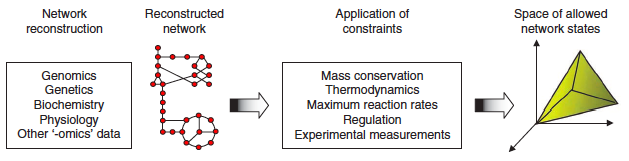 Network
reconstruction
Reconstructed
network
Application of
constraints
Space of allowed
network states
Genomics
Genetics
Biochemistry
Physiology
Other ‘-omics’ data
Mass conservation
Thermodynamics
Maximum reaction rates
Regulation
Experimental measurements